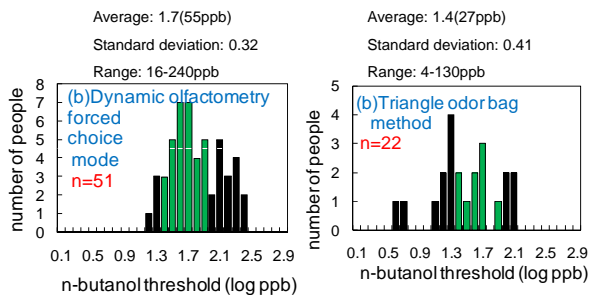 Average: 1.7(55ppb)
Standard deviation: 0.32
Range: 16-240ppb
8
7
6
5
4
3
2
1
0
number of people
(b)Dynamic olfactometry
forced
choice
mode
n=51
0.1 0.5 0.9 1.3 1.7 2.1 2.5 2.9
n-butanol threshold (log ppb)
Average: 1.4(27ppb)
Standard deviation: 0.41
Range: 4-130ppb
5
4
3
2
1
0
number of people
(b)Triangle odor bag
method
n=22
0.1 0.5 0.9 1.3 1.7 2.1 2.5 2.9
n-butanol threshold (log ppb)